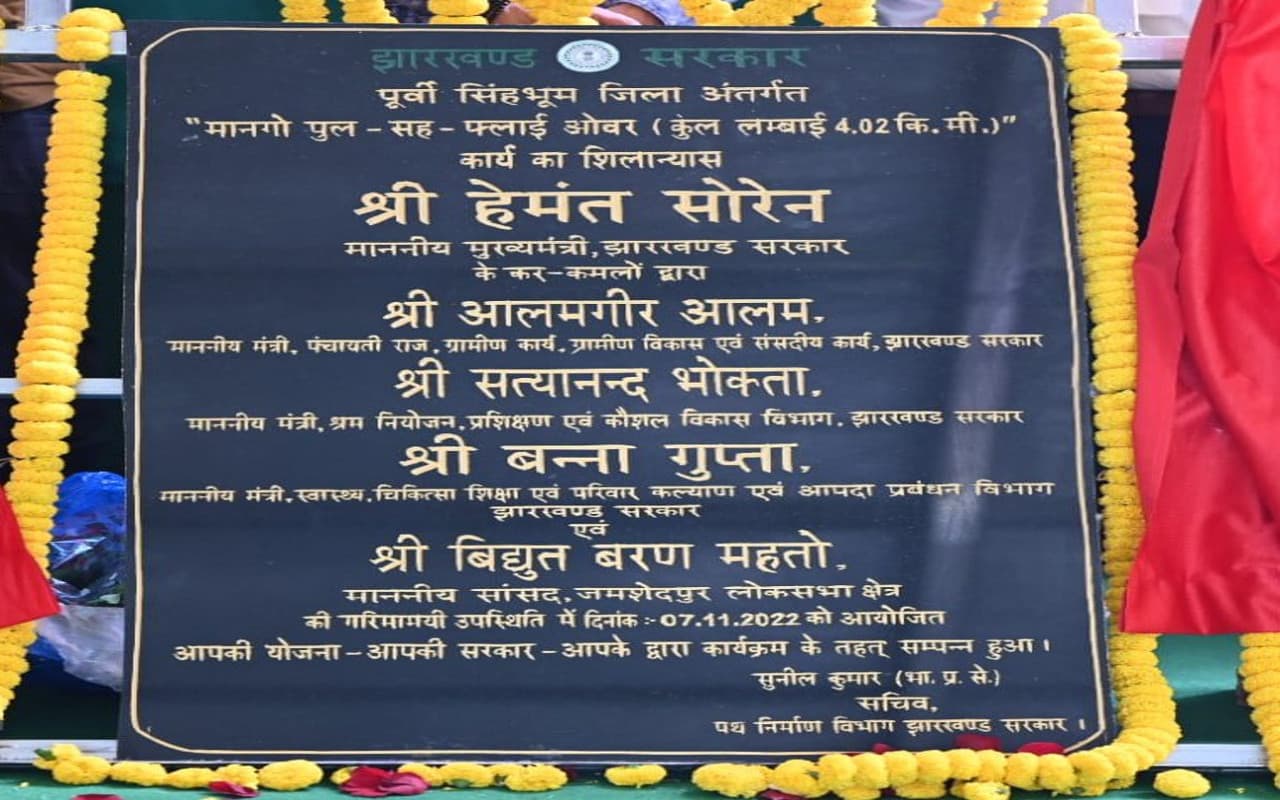 झारखण्ड सरकार
पूर्वी सिंहभूम जिला अंतर्गत
"मानगो पुल - सह - फ्लाई ओवर ( कुंल लम्बाई 4.02 कि. मी.)"
कार्य का शिलान्यास
श्री हेमंत सोरेन
माननीय मुख्यमंत्री, झारखण्ड सरकार
के कर-कमलों द्वारा
श्री आलमगीर आलम,
माननीय मंत्री, पंचायती राज, ग्रामीण कार्य, ग्रामीण विकास एवं संसदीय कार्य, झारखण्ड सरकार
श्री सत्यानन्द भोक्ता,
माननीय मंत्री, श्रम नियोजन, प्रशिक्षण एवं कौशल विकास विभाग, झारखण्ड सरकार
श्री बन्ना गुप्ता,
माननीय मंत्री, स्वास्थ्य, चिकित्सा शिक्षा एवं परिवार कल्याण एवं आपदा प्रबंधन विभाग
झारखण्ड सरकार
एवं
श्री बिद्युत बरण महतो,
माननीय सांसद, जमशेदपुर लोकसभा क्षेत्र
की गरिमामयी उपस्थिति में दिनांक :- 07.11.2022 को आयोजित
आपकी योजना - आपकी सरकार - आपके द्वारा कार्यक्रम के तहत् सम्पन्न हुआ ।
सुनील कुमार (भा. प्र. से.)
सचिव,
पथ निर्माण विभाग झारखण्ड सरकार ।